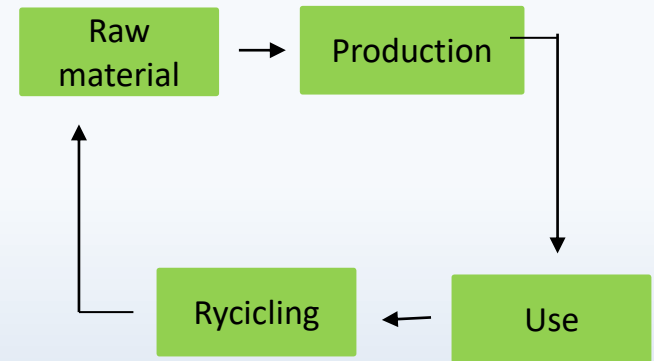 Raw
material
Production
Rycicling
Use